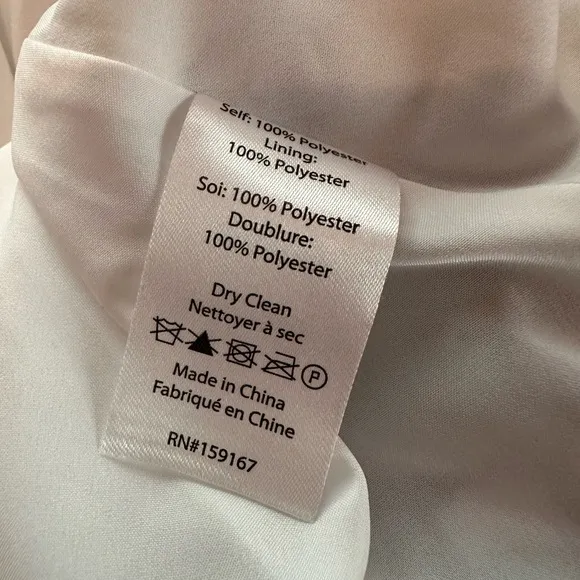 Self: 100% Polyester
Lining:
100% Polyester
Soi: 100% Polyester
Doublure:
100% Polyester
Dry Clean
Nettoyer à sec
P
Made in China
Fabriqué en Chine
RN#159167